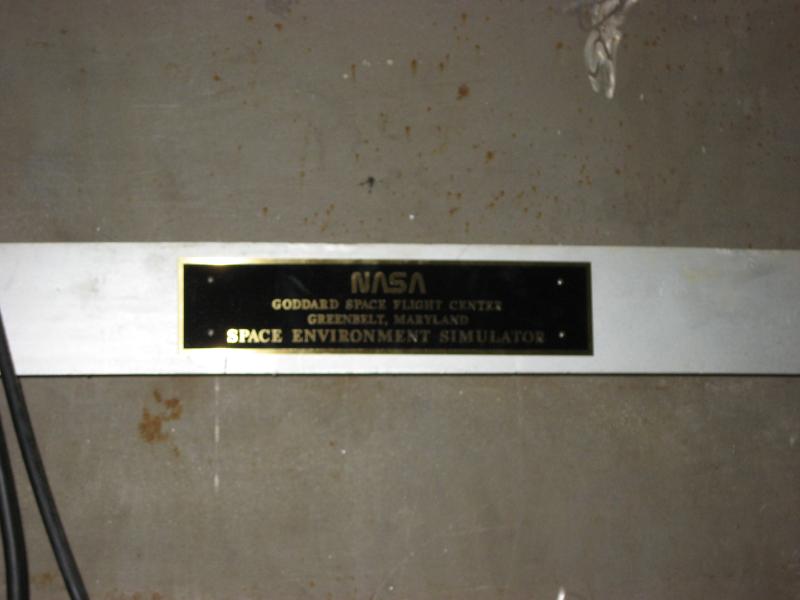 NASA
GODDARD SPACE FLIGHT CENTER
GREENBELT, MARYLAND
SPACE ENVIRONMENT SIMULATOR